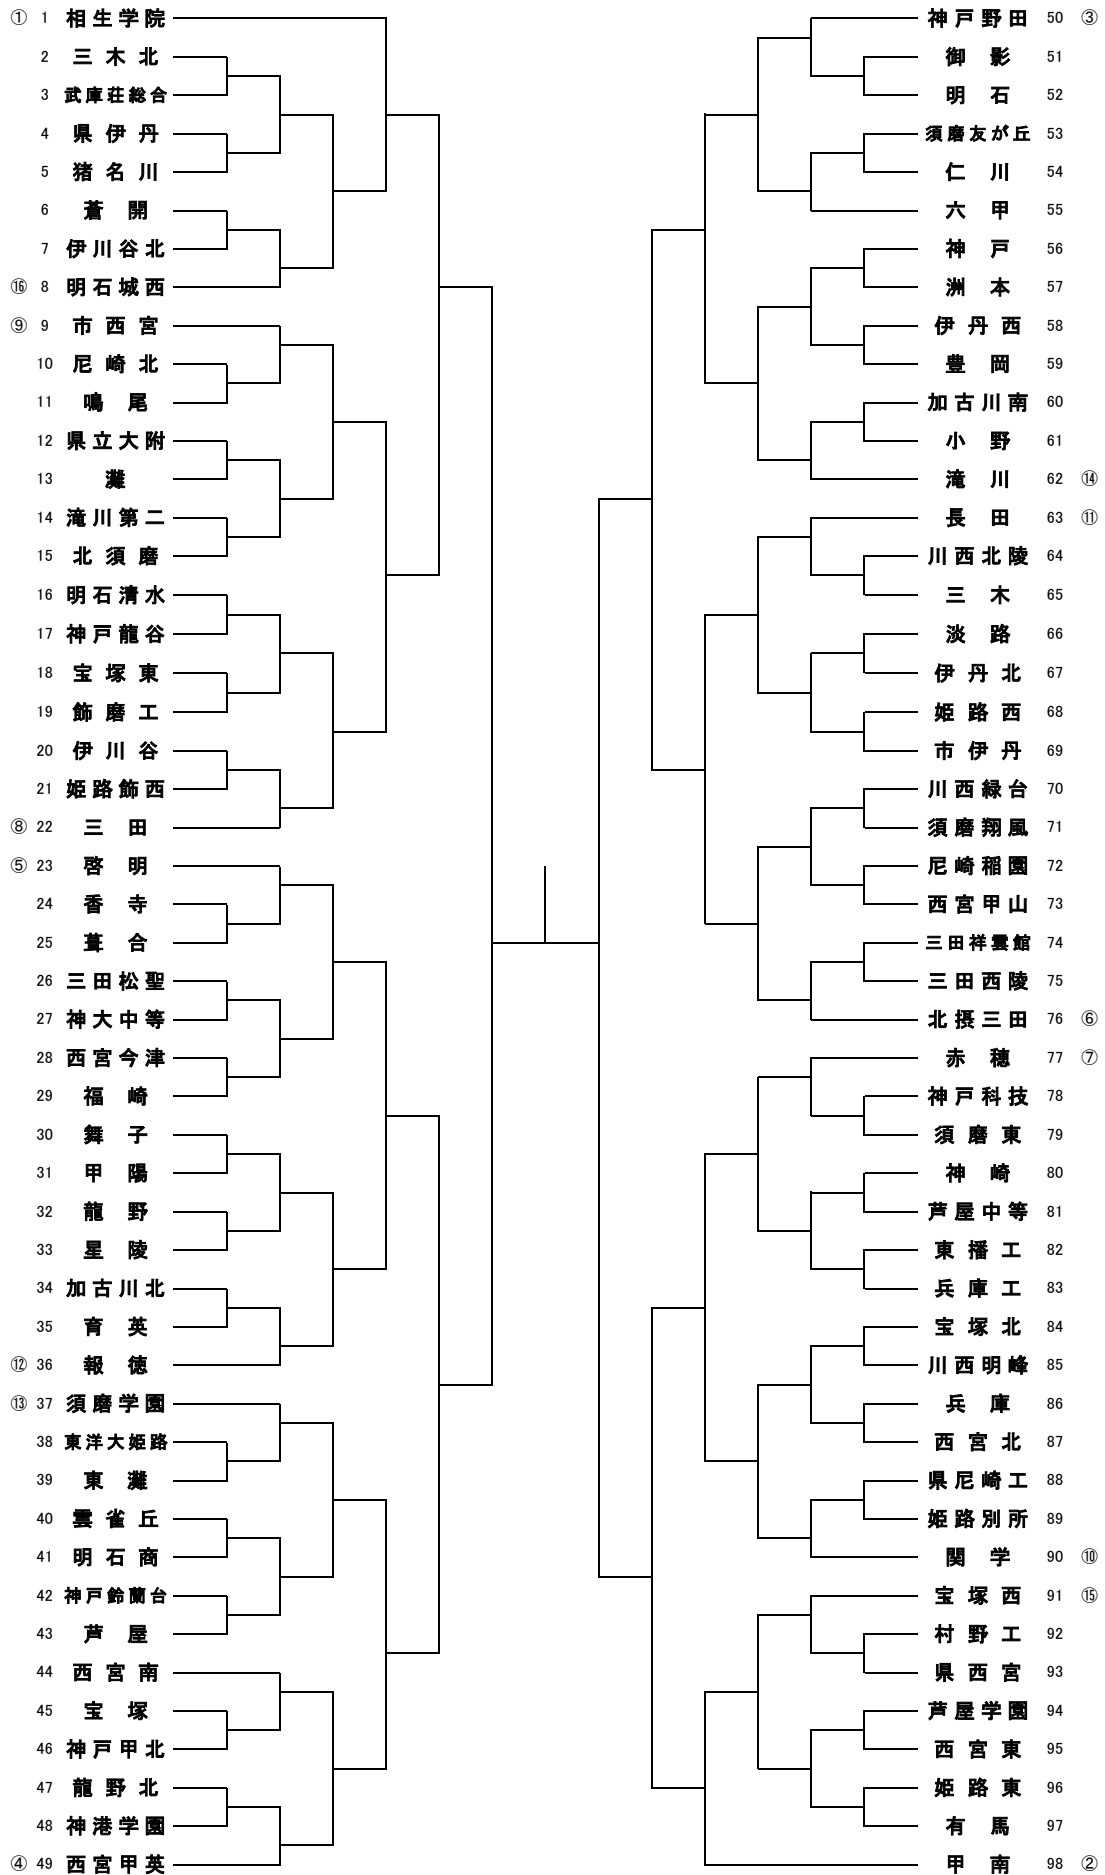 ① 1 相生学院
2 三木北
3 武庫荘総合
4 県伊丹
5 猪名川
6 蒼開
7 伊川谷北
⑯ 8 明石城西
⑨ 9 市西宮
10 尼崎北
11 鳴尾
12 県立大附
13 灘
14 滝川第二
15 北須磨
16 明石清水
17 神戸龍谷
18 宝塚東
19 飾磨工
20 伊川谷
21 姫路飾西
⑧ 22 三田
⑤ 23 啓明
24 香寺
25 葺合
26 三田松聖
27 神大中等
28 西宮今津
29 福崎
30 舞子
31 甲陽
32 龍野
33 星陵
34 加古川北
35 育英
⑫ 36 報徳
⑬ 37 須磨学園
38 東洋大姫路
39 東灘
40 雲雀丘
41 明石商
42 神戸鈴蘭台
43 芦屋
44 西宮南
45 宝塚
46 神戸甲北
47 龍野北
48 神港学園
④ 49 西宮甲英
神戸野田 50 ③
御影 51
明石 52
須磨友が丘 53
仁川 54
六甲 55
神戸 56
洲本 57
伊丹西 58
豊岡 59
加古川南 60
小野 61
滝川 62 ⑭
長田 63 ⑪
川西北陵 64
三木 65
淡路 66
伊丹北 67
姫路西 68
市伊丹 69
川西緑台 70
須磨翔風 71
尼崎稲園 72
西宮甲山 73
三田祥雲館 74
三田西陵 75
北摂三田 76 ⑥
赤穂 77 ⑦
神戸科技 78
須磨東 79
神崎 80
芦屋中等 81
東播工 82
兵庫工 83
宝塚北 84
川西明峰 85
兵庫 86
西宮北 87
県尼崎工 88
姫路別所 89
関学 90 ⑩
宝塚西 91 ⑮
村野工 92
県西宮 93
芦屋学園 94
西宮東 95
姫路東 96
有馬 97
甲南 98 ②